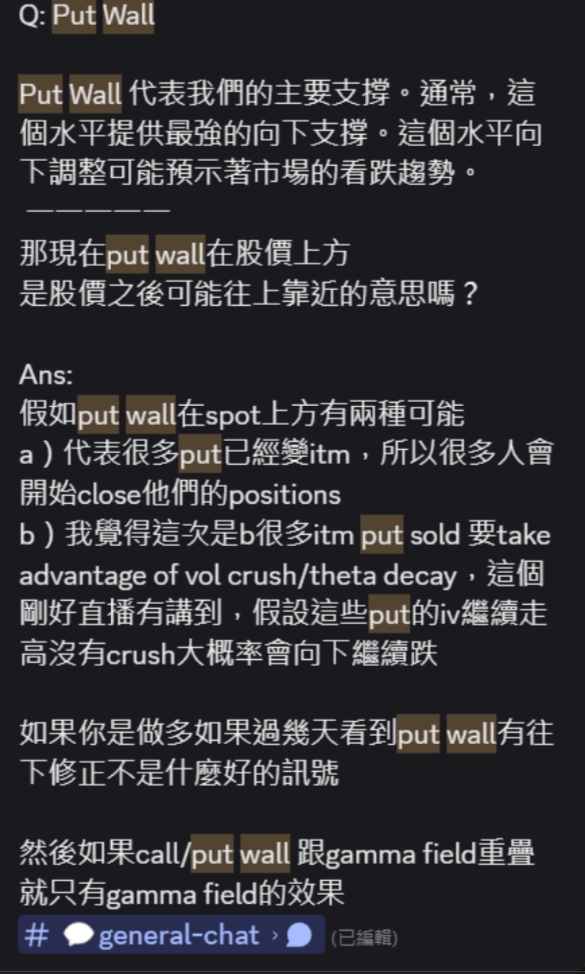 Q: Put Wall
Put Wall 代表我們的主要支撐。通常，這
個水平提供最強的向下支撐。這個水平向
下調整可能預示著市場的看跌趨勢。
—————
那現在put wall在股價上方
是股價之後可能往上靠近的意思嗎？
Ans:
假如put wall在spot上方有兩種可能
a）代表很多put已經變itm，所以很多人會
開始close他們的positions
b）我覺得這次是b很多itm put sold 要take
advantage of vol crush/theta decay，這個
剛好直播有講到，假設這些put的iv繼續走
高沒有crush大概率會向下繼續跌
如果你是做多如果過幾天看到put wall有往
下修正不是什麼好的訊號
然後如果call/put wall 跟gamma field重疊
就只有gamma field的效果
# general-chat › (已編輯)